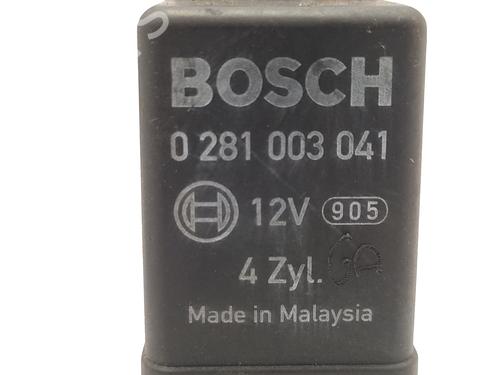 BOSCH
0 281 003 041
12V 905
4 Zyl.
Made in Malaysia